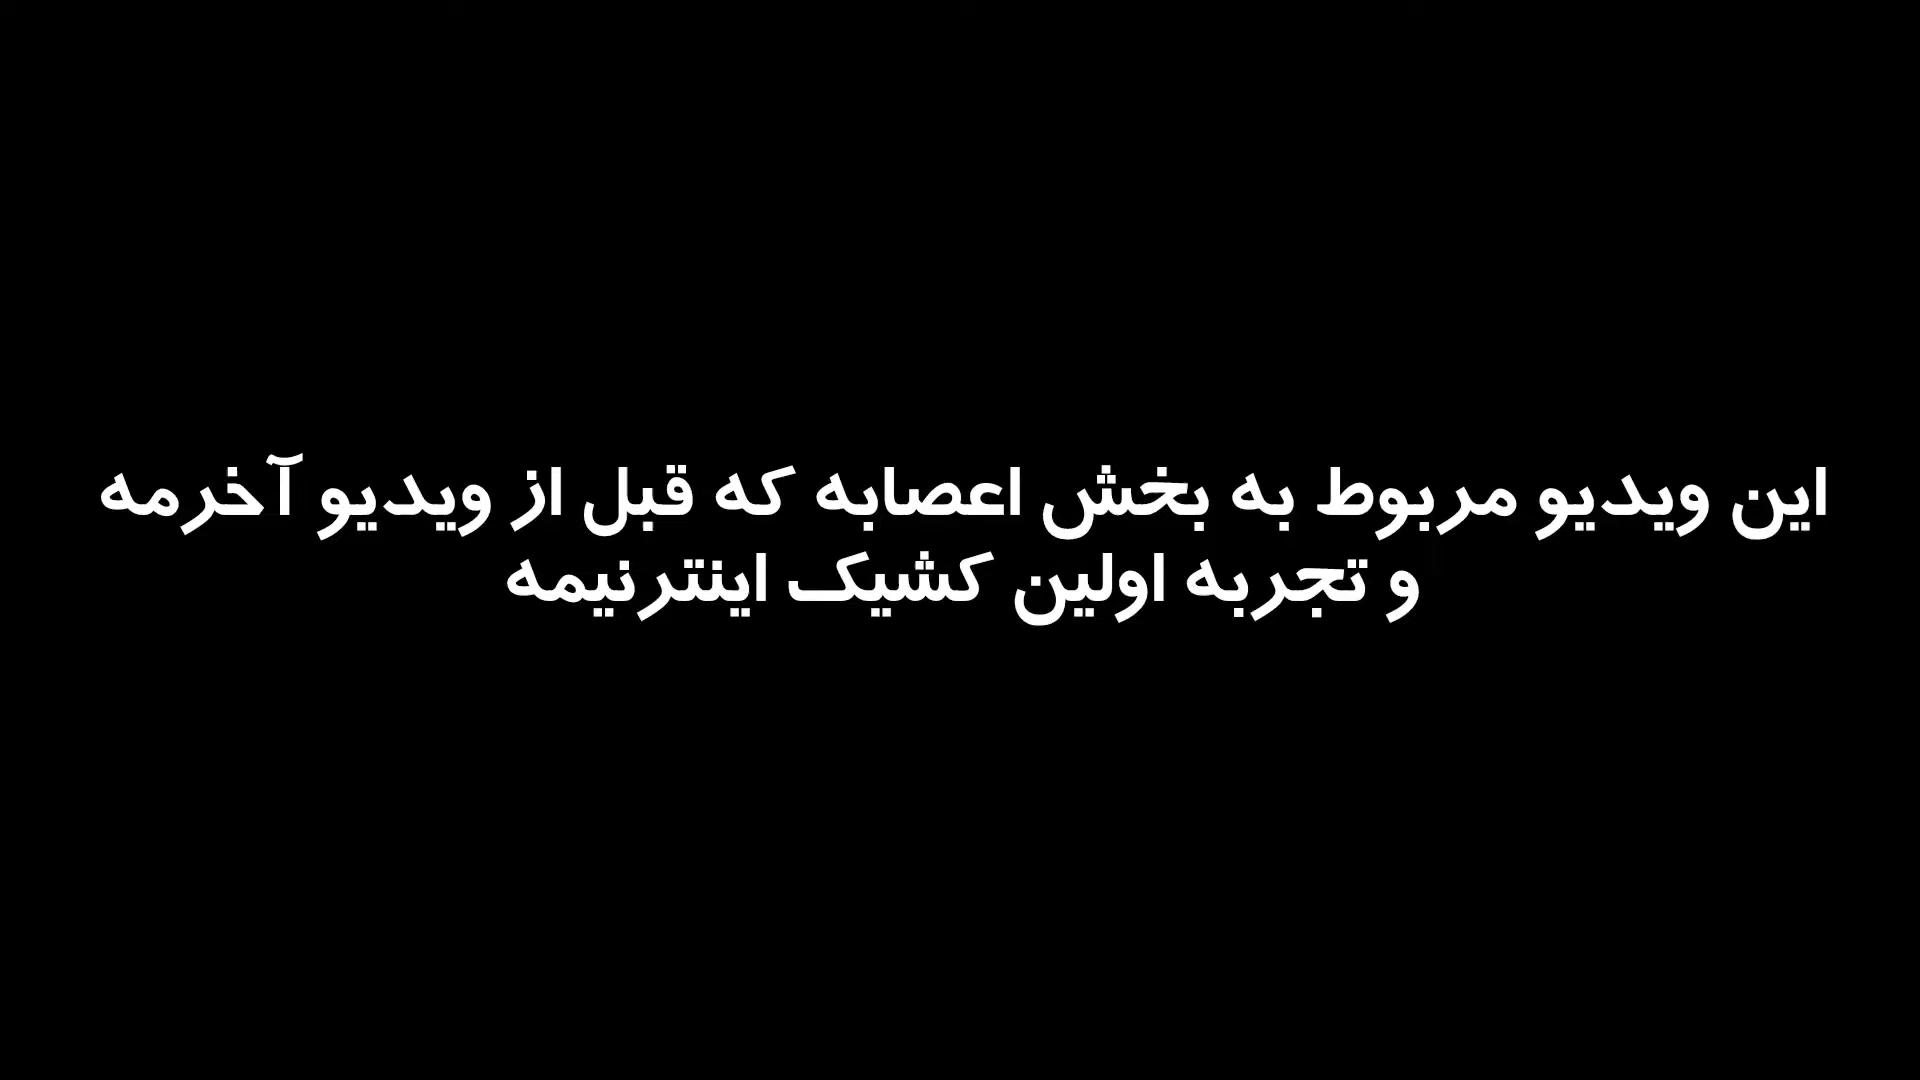 این ویدیو مربوط به بخش اعصابه که قبل از ویدیو آخرمه
و تجربه اولین کشیک اینترنیمه